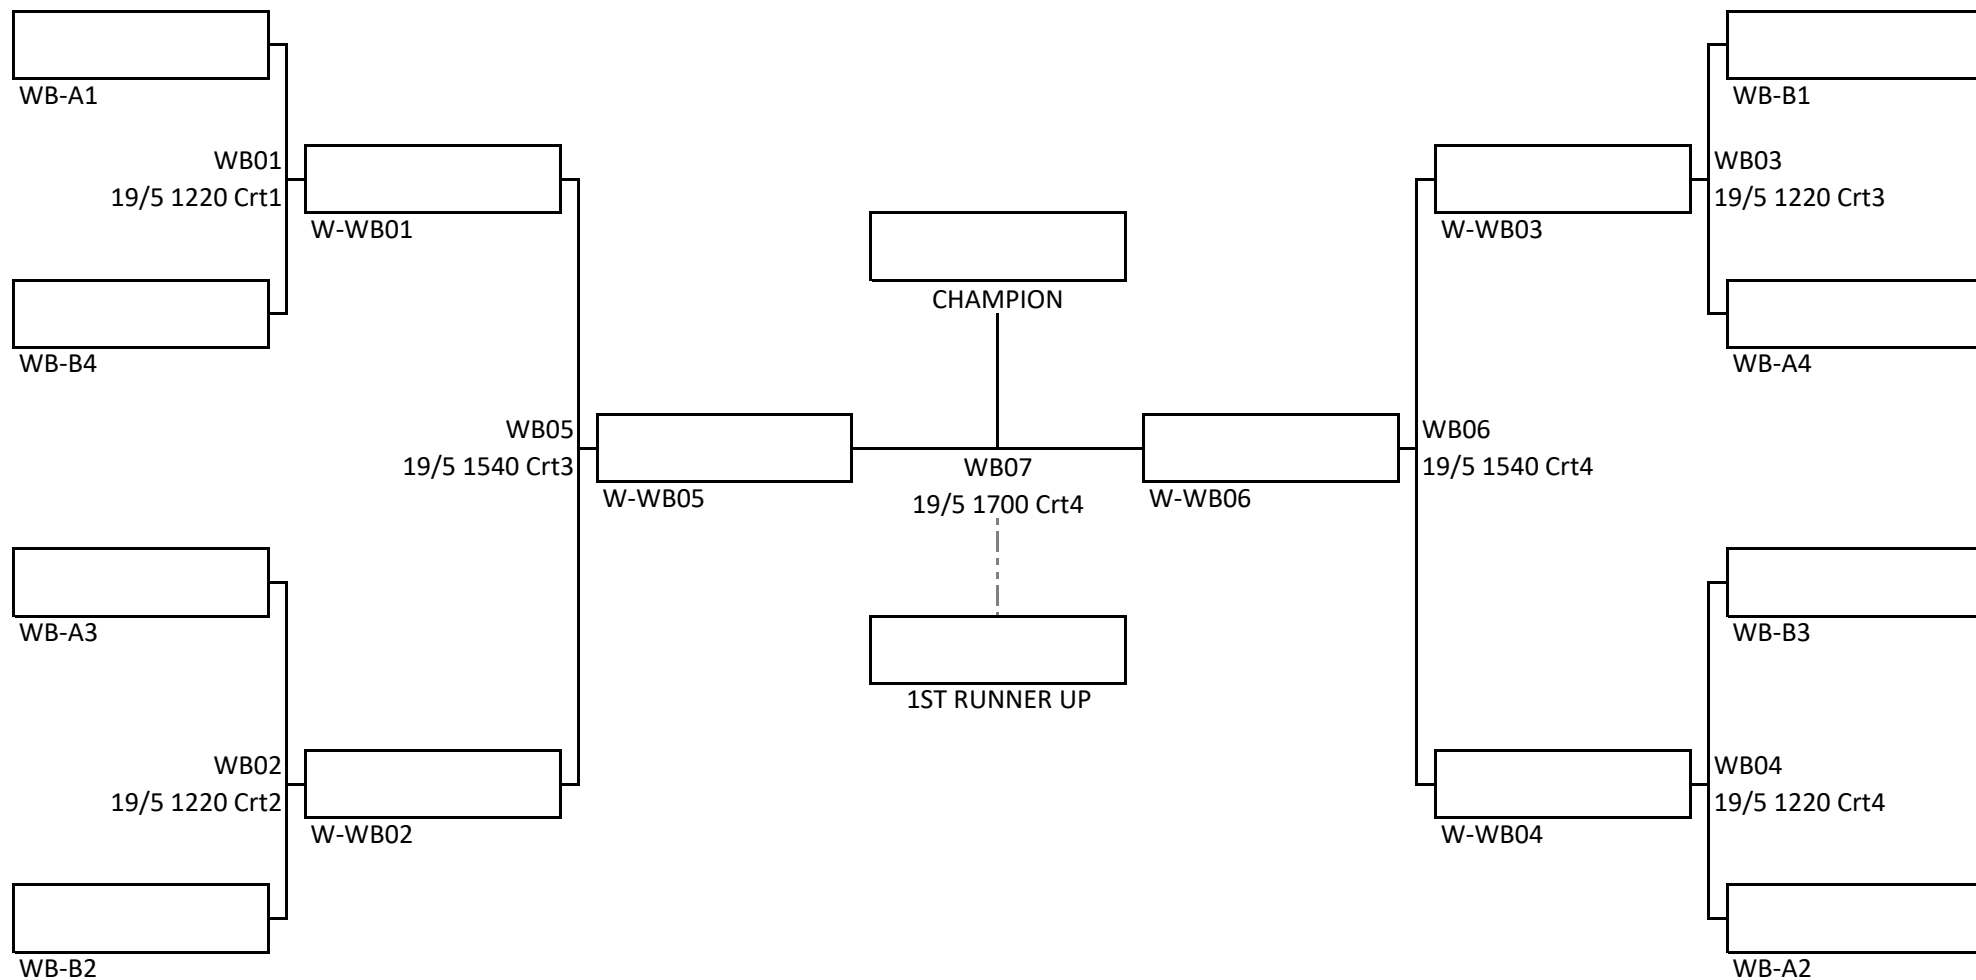 WB-A1
WB-B1
WB01
19/5 1220 Crt1
WB03
19/5 1220 Crt3
W-WB01
W-WB03
CHAMPION
WB-B4
WB-A4
WB05
19/5 1540 Crt3
WB06
19/5 1540 Crt4
WB07
19/5 1700 Crt4
W-WB05
W-WB06
WB-A3
WB-B3
1ST RUNNER UP
WB02
19/5 1220 Crt2
WB04
19/5 1220 Crt4
W-WB02
W-WB04
WB-B2
WB-A2